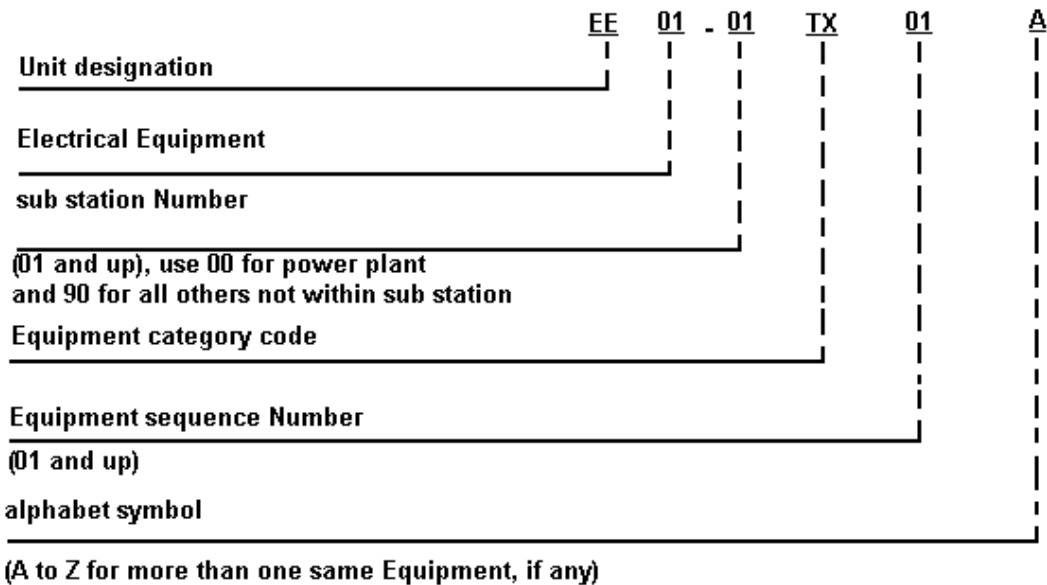 EE 01 - 01 TX 01 A
Unit designation
Electrical Equipment
sub station Number
(01 and up), use 00 for power plant
and 90 for all others not within sub station
Equipment category code
Equipment sequence Number
(01 and up)
alphabet symbol
(A to Z for more than one same Equipment, if any)